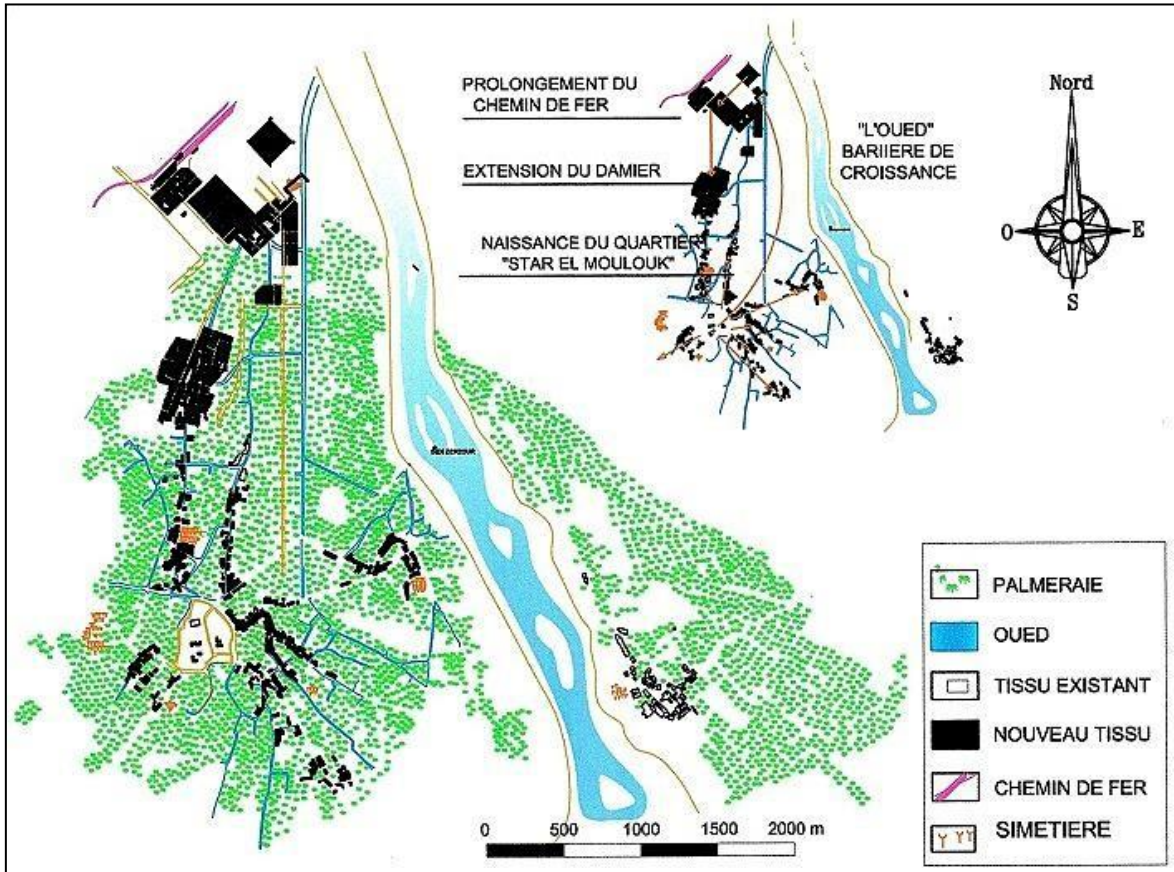 PROLONGEMENT DU
CHEMIN DE FER
EXTENSION DU DAMIER
NAISSANCE DU QUARTIER
"STAR EL MOULOUK"
"L'OUED"
BARIIERE DE
CROISSANCE
Nord
O
E
S
PALMERAIE
OUED
TISSU EXISTANT
NOUVEAU TISSU
CHEMIN DE FER
SIMETIERE
0 500 1000 1500 2000 m